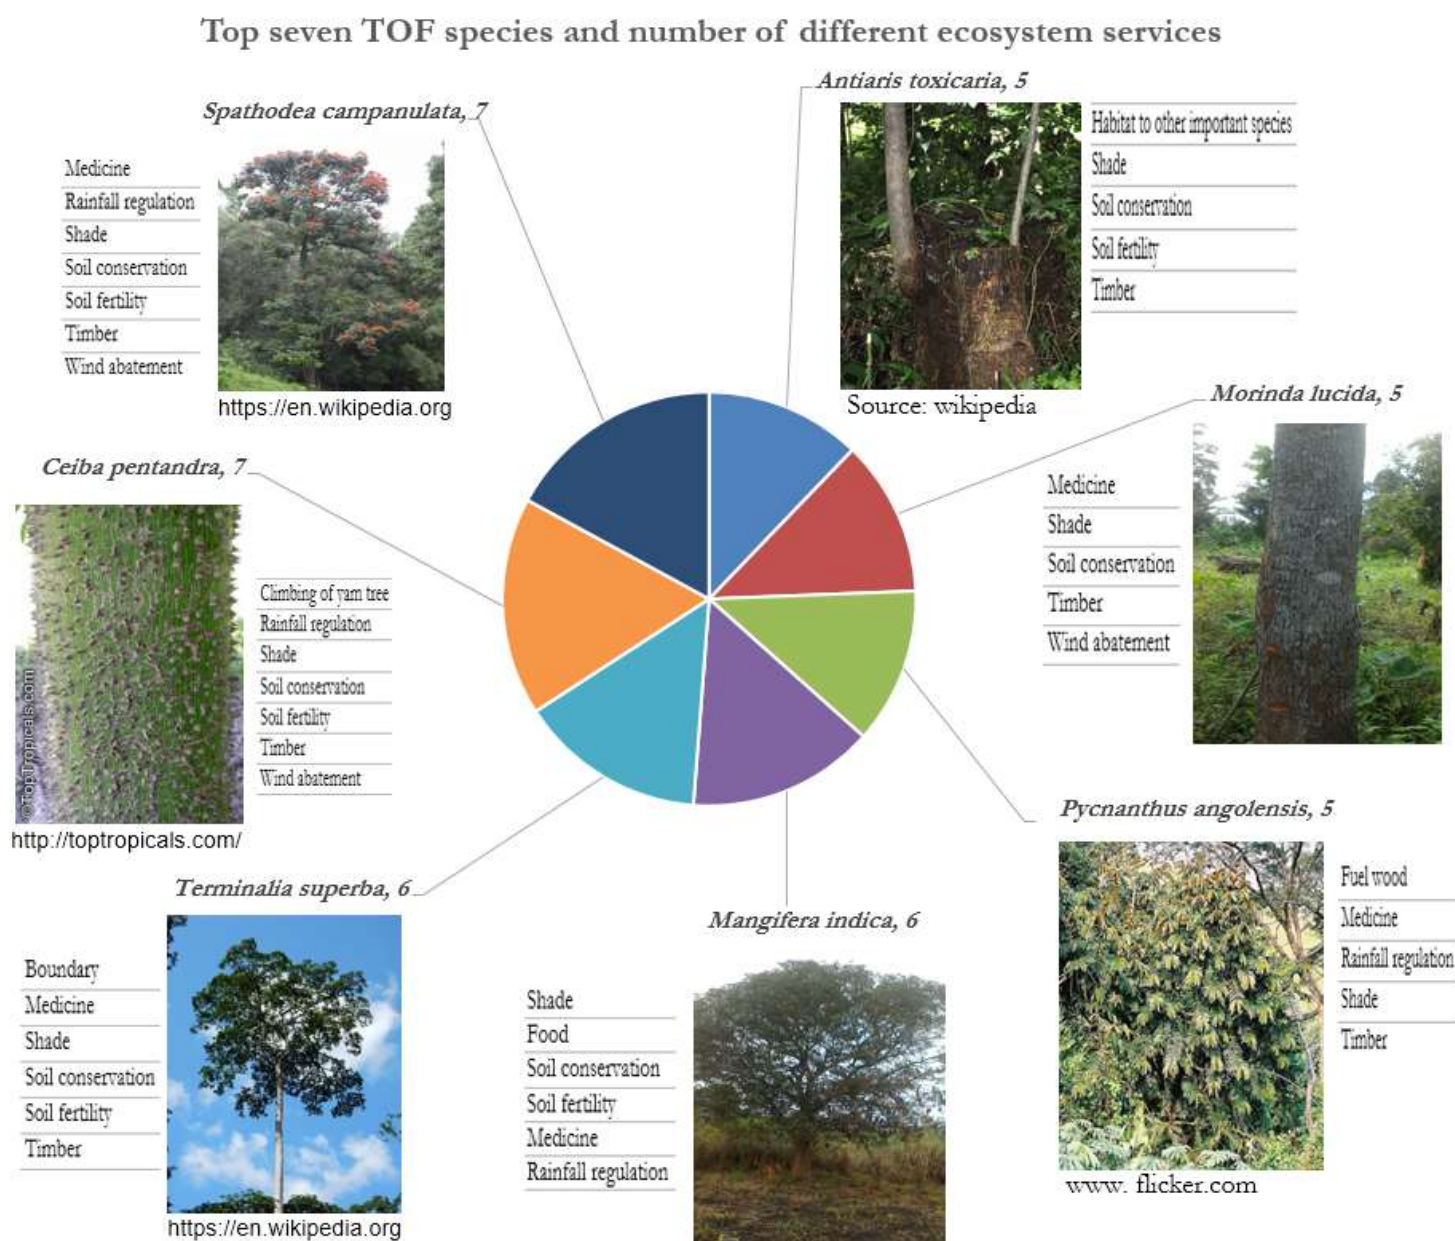 Top seven TOF species and number of different ecosystem services
Antiaris toxicaria, 5
Habitat to other important species
Shade
Soil conservation
Soil fertility
Timber
Source: wikipedia
Spathodea campanulata, 7
Medicine
Rainfall regulation
Shade
Soil conservation
Soil fertility
Timber
Wind abatement
https://en.wikipedia.org
Morinda lucida, 5
Medicine
Shade
Soil conservation
Timber
Wind abatement
Ceiba pentandra, 7
Climbing of yam tree
Rainfall regulation
Shade
Soil conservation
Soil fertility
Timber
Wind abatement
©TopTropicals.com
http://toptropicals.com/
Pycnanthus angolensis, 5
Fuel wood
Medicine
Rainfall regulation
Shade
Timber
www. flicker.com
Terminalia superba, 6
Boundary
Medicine
Shade
Soil conservation
Soil fertility
Timber
https://en.wikipedia.org
Mangifera indica, 6
Shade
Food
Soil conservation
Soil fertility
Medicine
Rainfall regulation